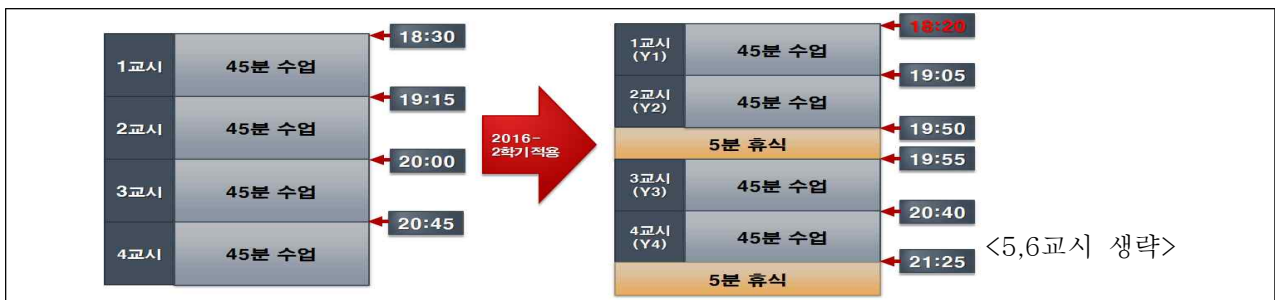 18:30
1교시 45분 수업
19:15
2교시 45분 수업
20:00
3교시 45분 수업
20:45
4교시 45분 수업
2016-
2학기 적용
18:20
1교시
(Y1) 45분 수업
19:05
2교시
(Y2) 45분 수업
19:50
5분 휴식
19:55
3교시
(Y3) 45분 수업
20:40
4교시
(Y4) 45분 수업
21:25
5분 휴식
<5,6교시 생략>